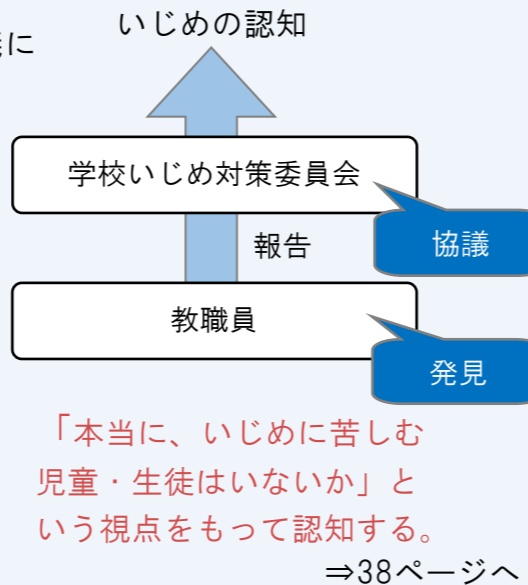 に
いじめの認知
学校いじめ対策委員会
協議
報告
教職員
発見
「本当に、いじめに苦しむ
児童・生徒はいないか」と
いう視点をもって認知する。
⇒38ページへ